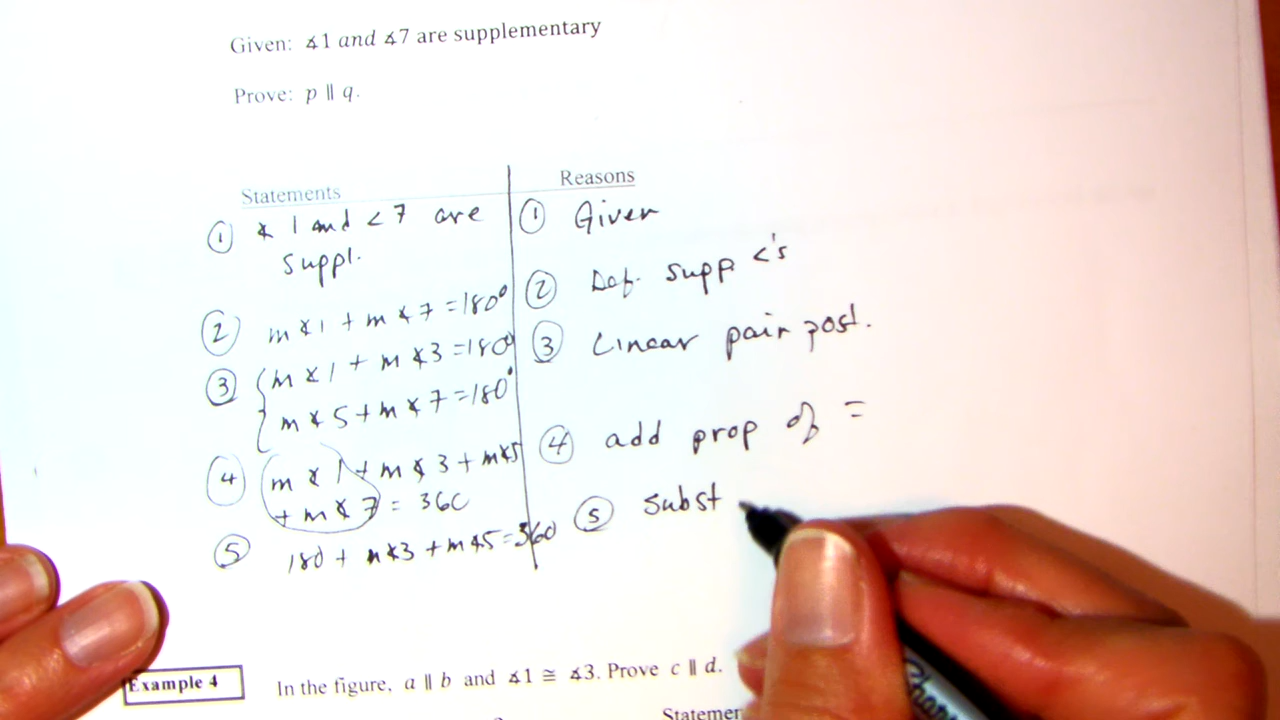 Given: ∡1 and ∡7 are supplementary
Prove: p ∥ q.
Statements
Reasons
① ∡ 1 and < 7 are
suppl.
① Given
② m∡1 + m∡7 = 180°
② Def. supp. <'s
③ { m∡1 + m∡3 = 180°
m∡5 + m∡7 = 180°
③ Linear pair post.
④ m∡1 + m∡3 + m∡5
+ m∡7 = 360
④ add prop of =
⑤ 180 + m∡3 + m∡5 = 360
⑤ subst
Example 4
In the figure, a ∥ b and ∡1 ≅ ∡3. Prove c ∥ d.